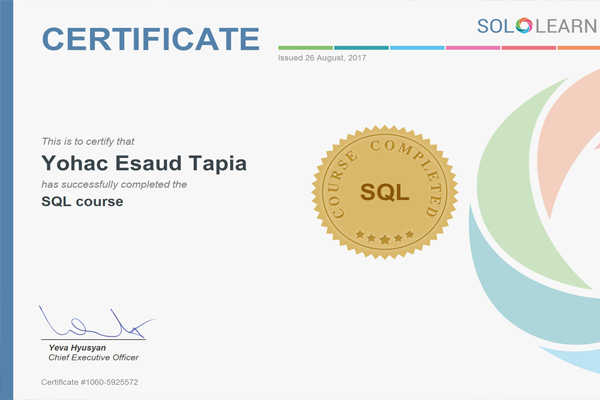 CERTIFICATE
SOLOLEARN
Issued 26 August, 2017
This is to certify that
Yohac Esaud Tapia
has successfully completed the
SQL course
COURSE COMPLETED
SQL
Yeva Hyusyan
Chief Executive Officer
Certificate #1060-5925572